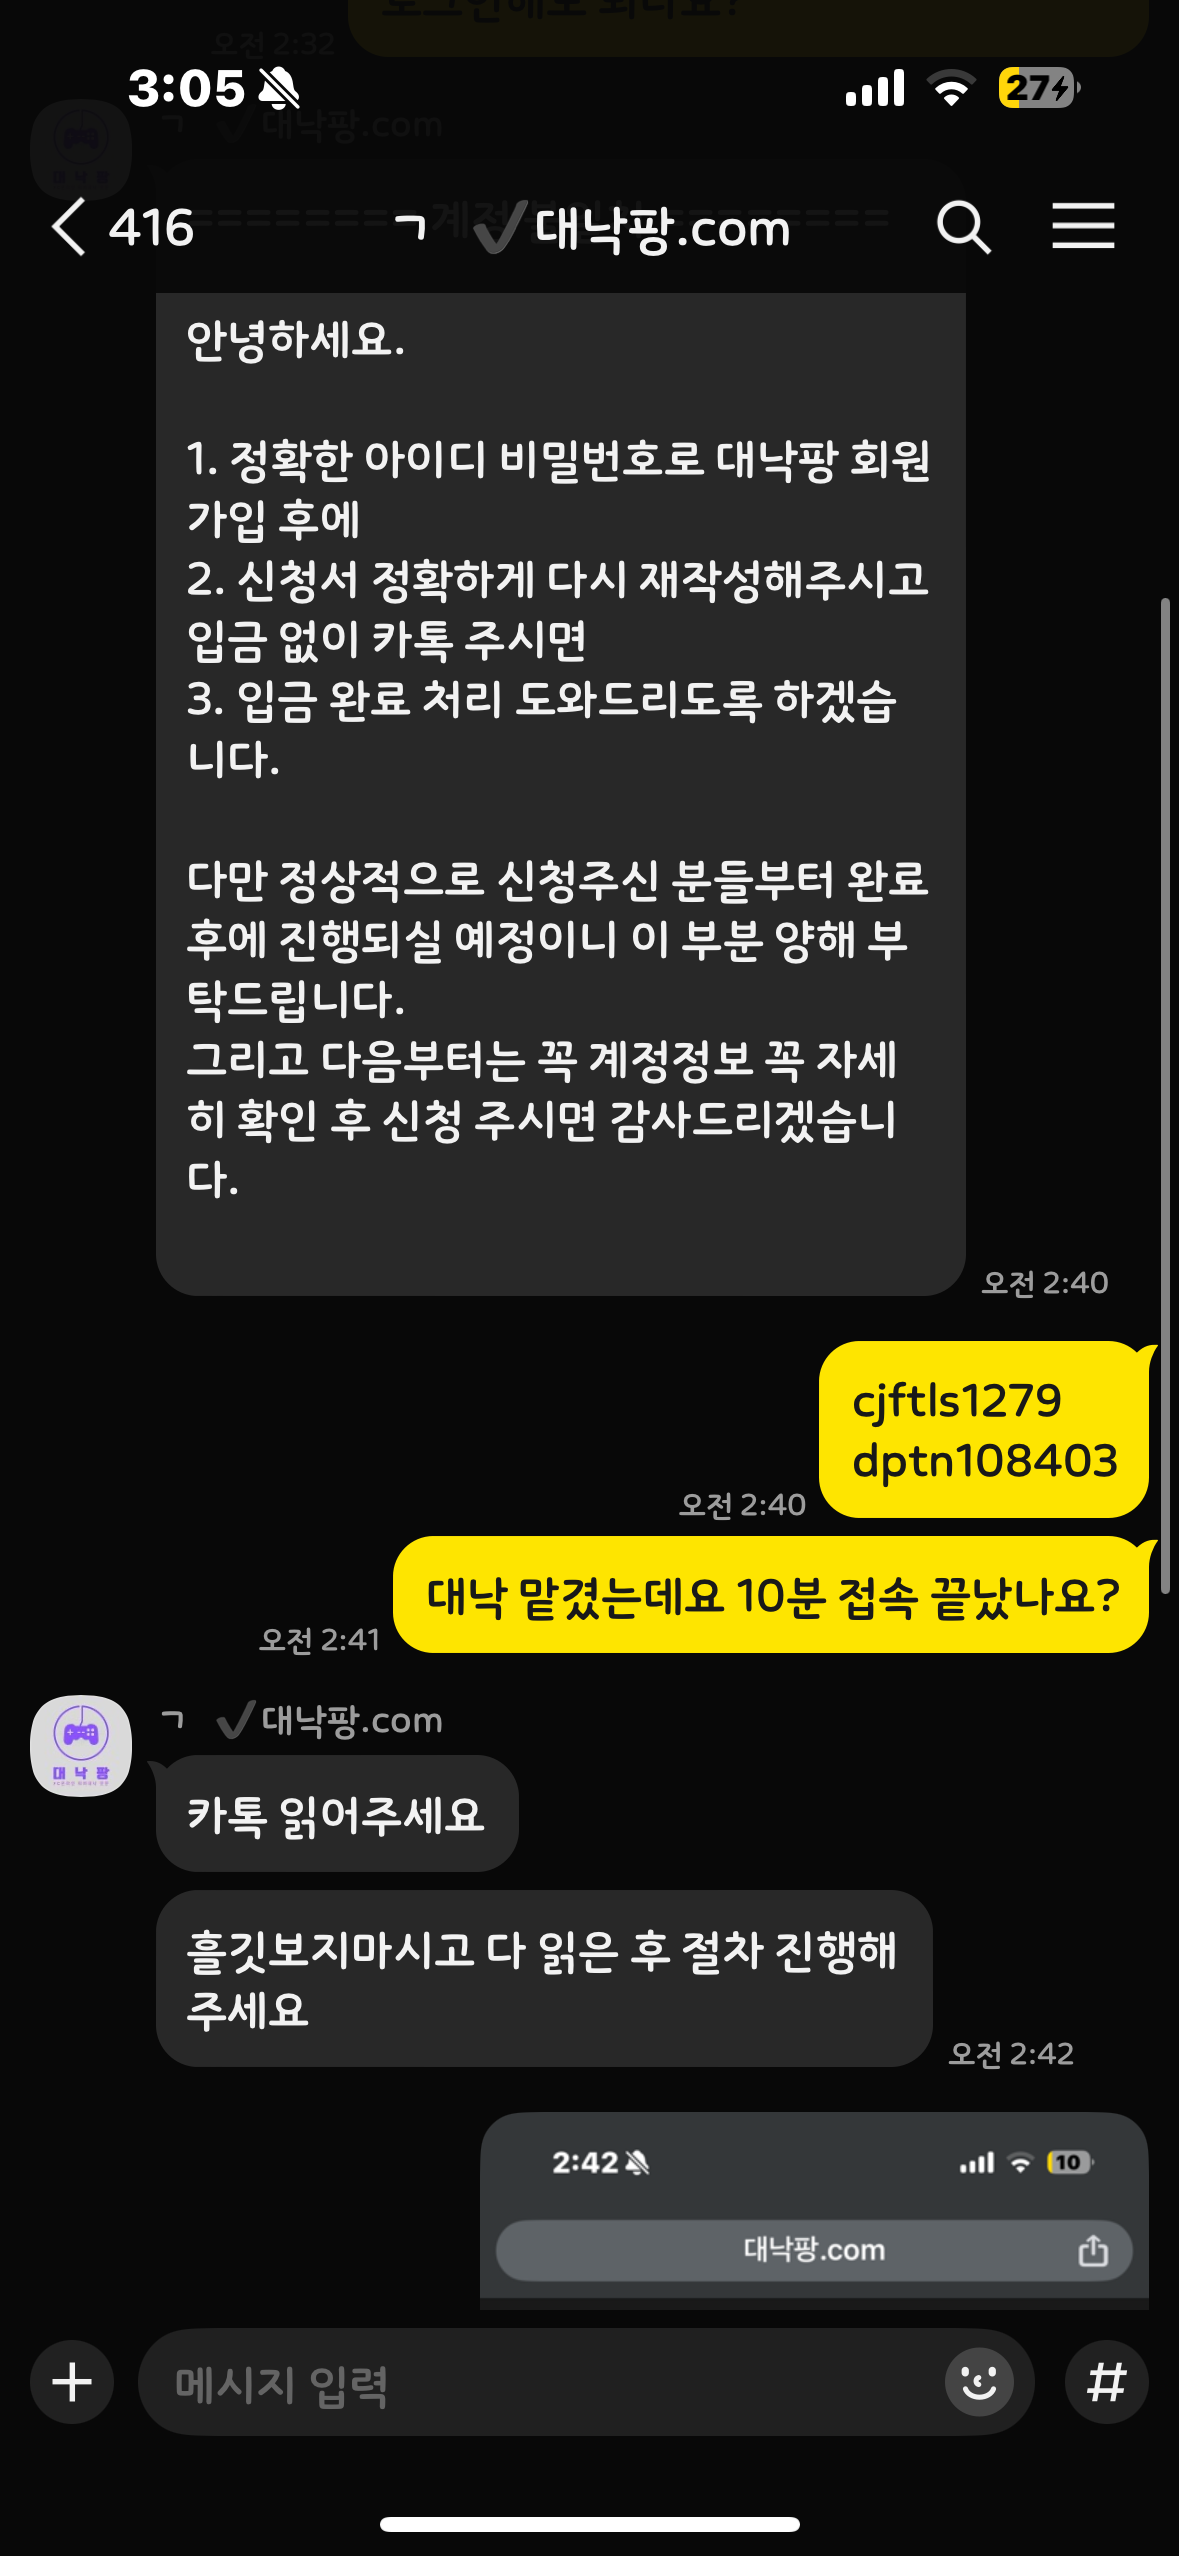 오전 2:32
ㄱ ✔대낙팡.com
3:05
27
416
ㄱ ✔대낙팡.com
안녕하세요.
1. 정확한 아이디 비밀번호로 대낙팡 회원
가입 후에
2. 신청서 정확하게 다시 재작성해주시고
입금 없이 카톡 주시면
3. 입금 완료 처리 도와드리도록 하겠습
니다.
다만 정상적으로 신청주신 분들부터 완료
후에 진행되실 예정이니 이 부분 양해 부
탁드립니다.
그리고 다음부터는 꼭 계정정보 꼭 자세
히 확인 후 신청 주시면 감사드리겠습니
다.
오전 2:40
cjftls1279
dptn108403
오전 2:40
대낙 맡겼는데요 10분 접속 끝났나요?
오전 2:41
ㄱ ✔대낙팡.com
대 낙 팡
카톡 읽어주세요
흘깃보지마시고 다 읽은 후 절차 진행해
주세요
오전 2:42
2:42
10
대낙팡.com
메시지 입력
#